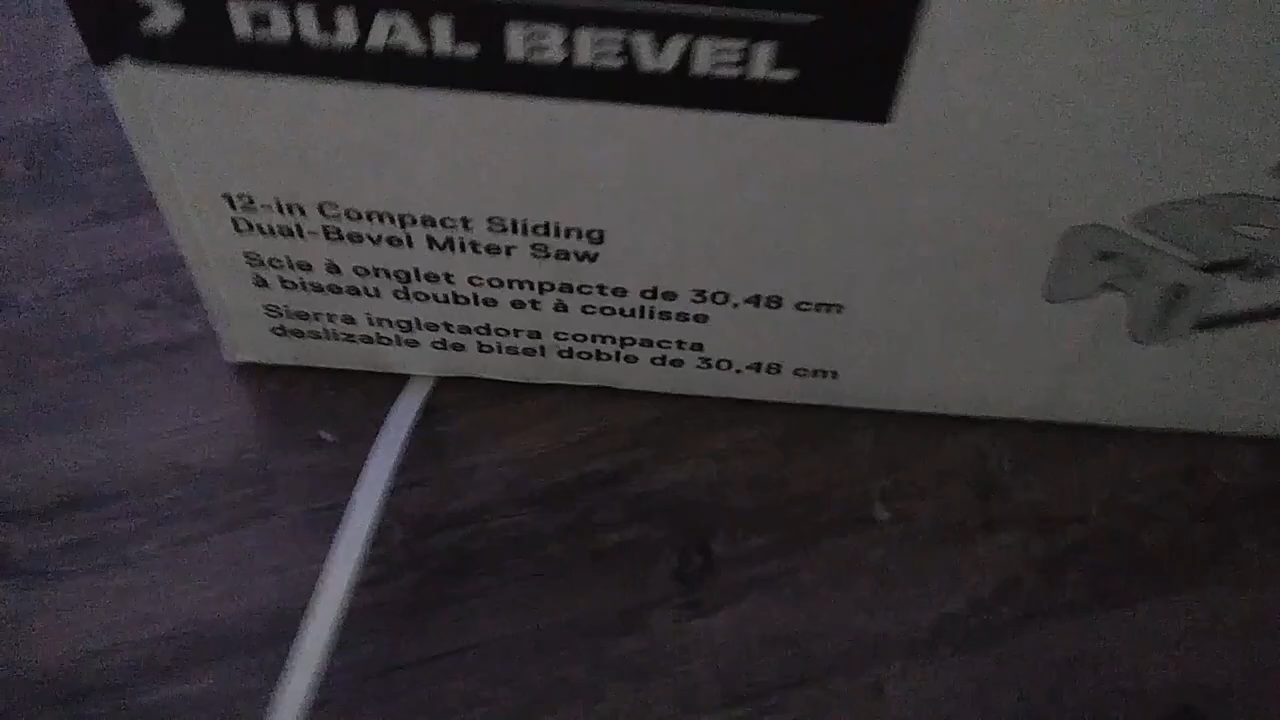 DUAL BEVEL
12-in Compact Sliding
Dual-Bevel Miter Saw
Scie à onglet compacte de 30,48 cm
à biseau double et à coulisse
Sierra ingletadora compacta
deslizable de bisel doble de 30,48 cm